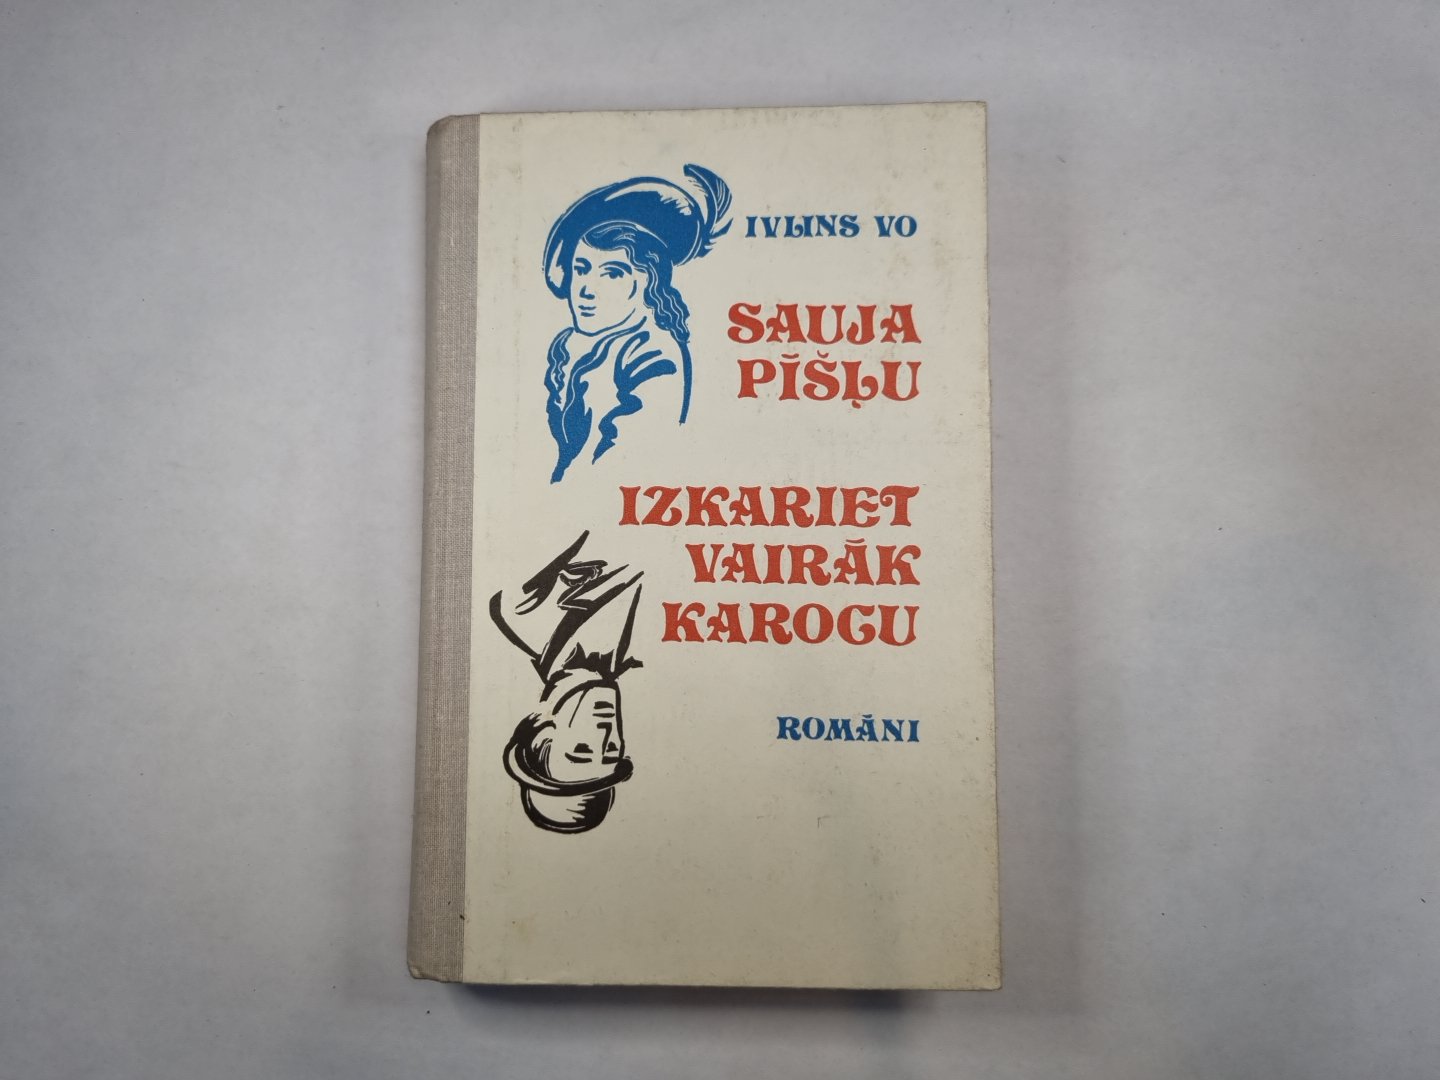 IVLINS VO
SAUJA
PĪŠĻU
IZKARIET
VAIRĀK
KAROGU
ROMĀNI